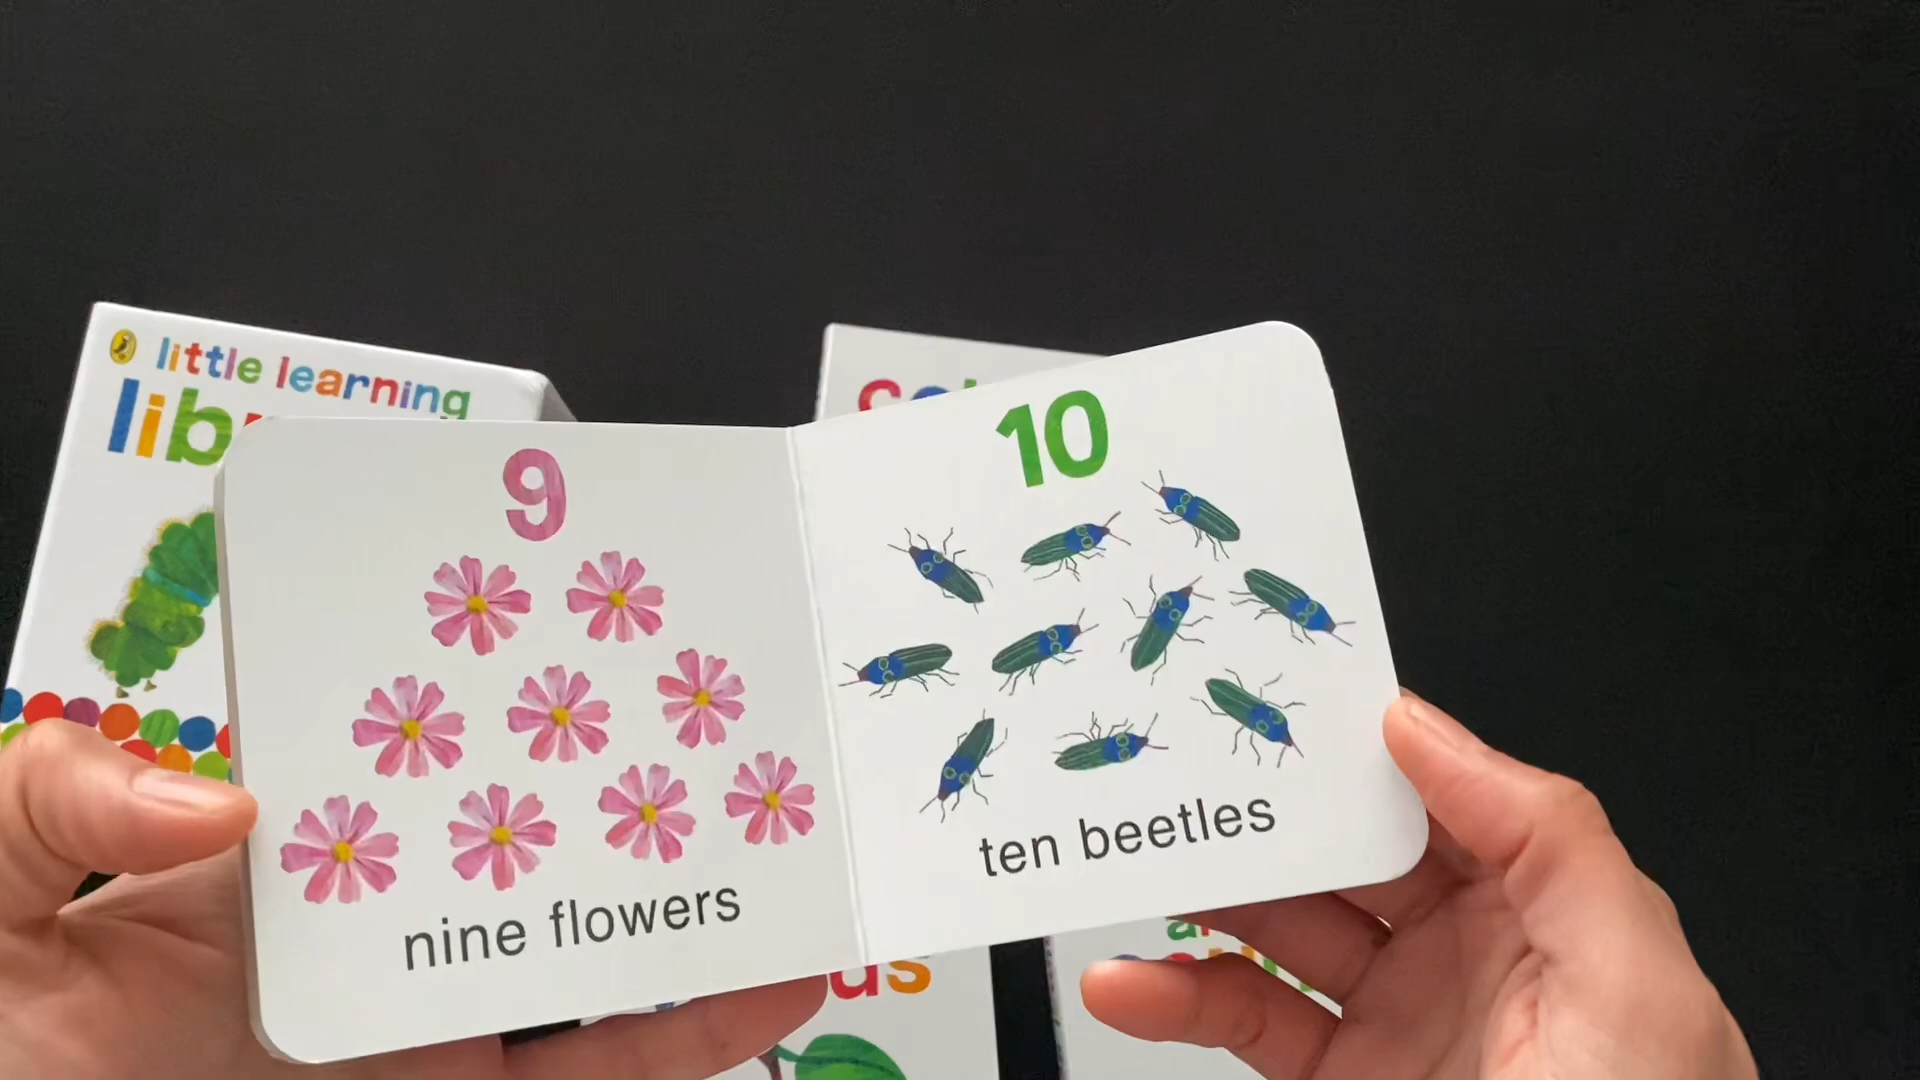 little learning
9
nine flowers
10
ten beetles